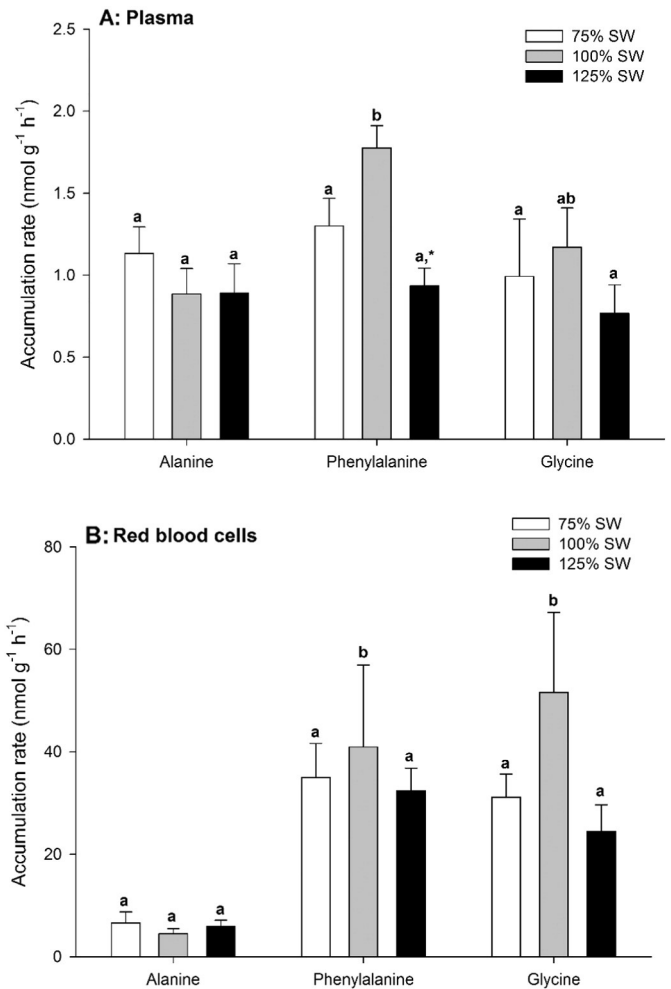 A: Plasma
75% SW
100% SW
125% SW
Accumulation rate (nmol g⁻¹ h⁻¹)
2.5
2.0
1.5
1.0
0.5
0.0
a
a
a
a
b
a,*
a
ab
a
Alanine
Phenylalanine
Glycine
B: Red blood cells
75% SW
100% SW
125% SW
Accumulation rate (nmol g⁻¹ h⁻¹)
80
60
40
20
0
a
a
a
a
b
a
a
b
a
Alanine
Phenylalanine
Glycine